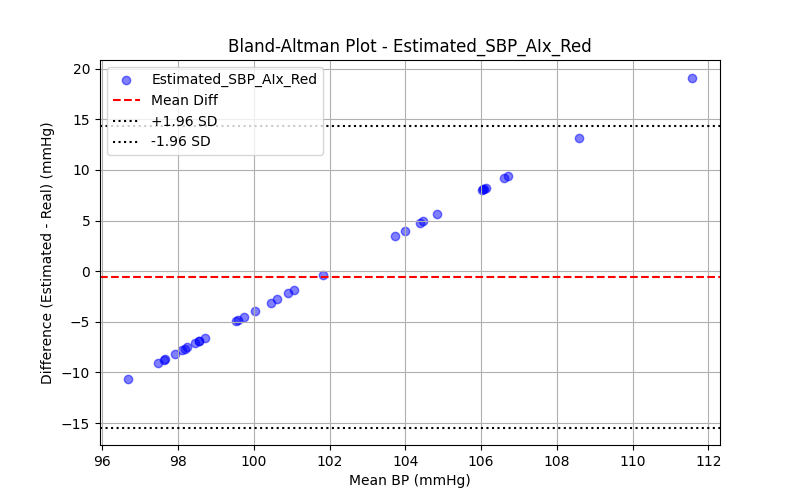 Bland-Altman Plot - Estimated_SBP_AIx_Red
Estimated_SBP_AIx_Red
Mean Diff
+1.96 SD
-1.96 SD
Difference (Estimated - Real) (mmHg)
20
15
10
5
0
−5
−10
−15
96 98 100 102 104 106 108 110 112
Mean BP (mmHg)